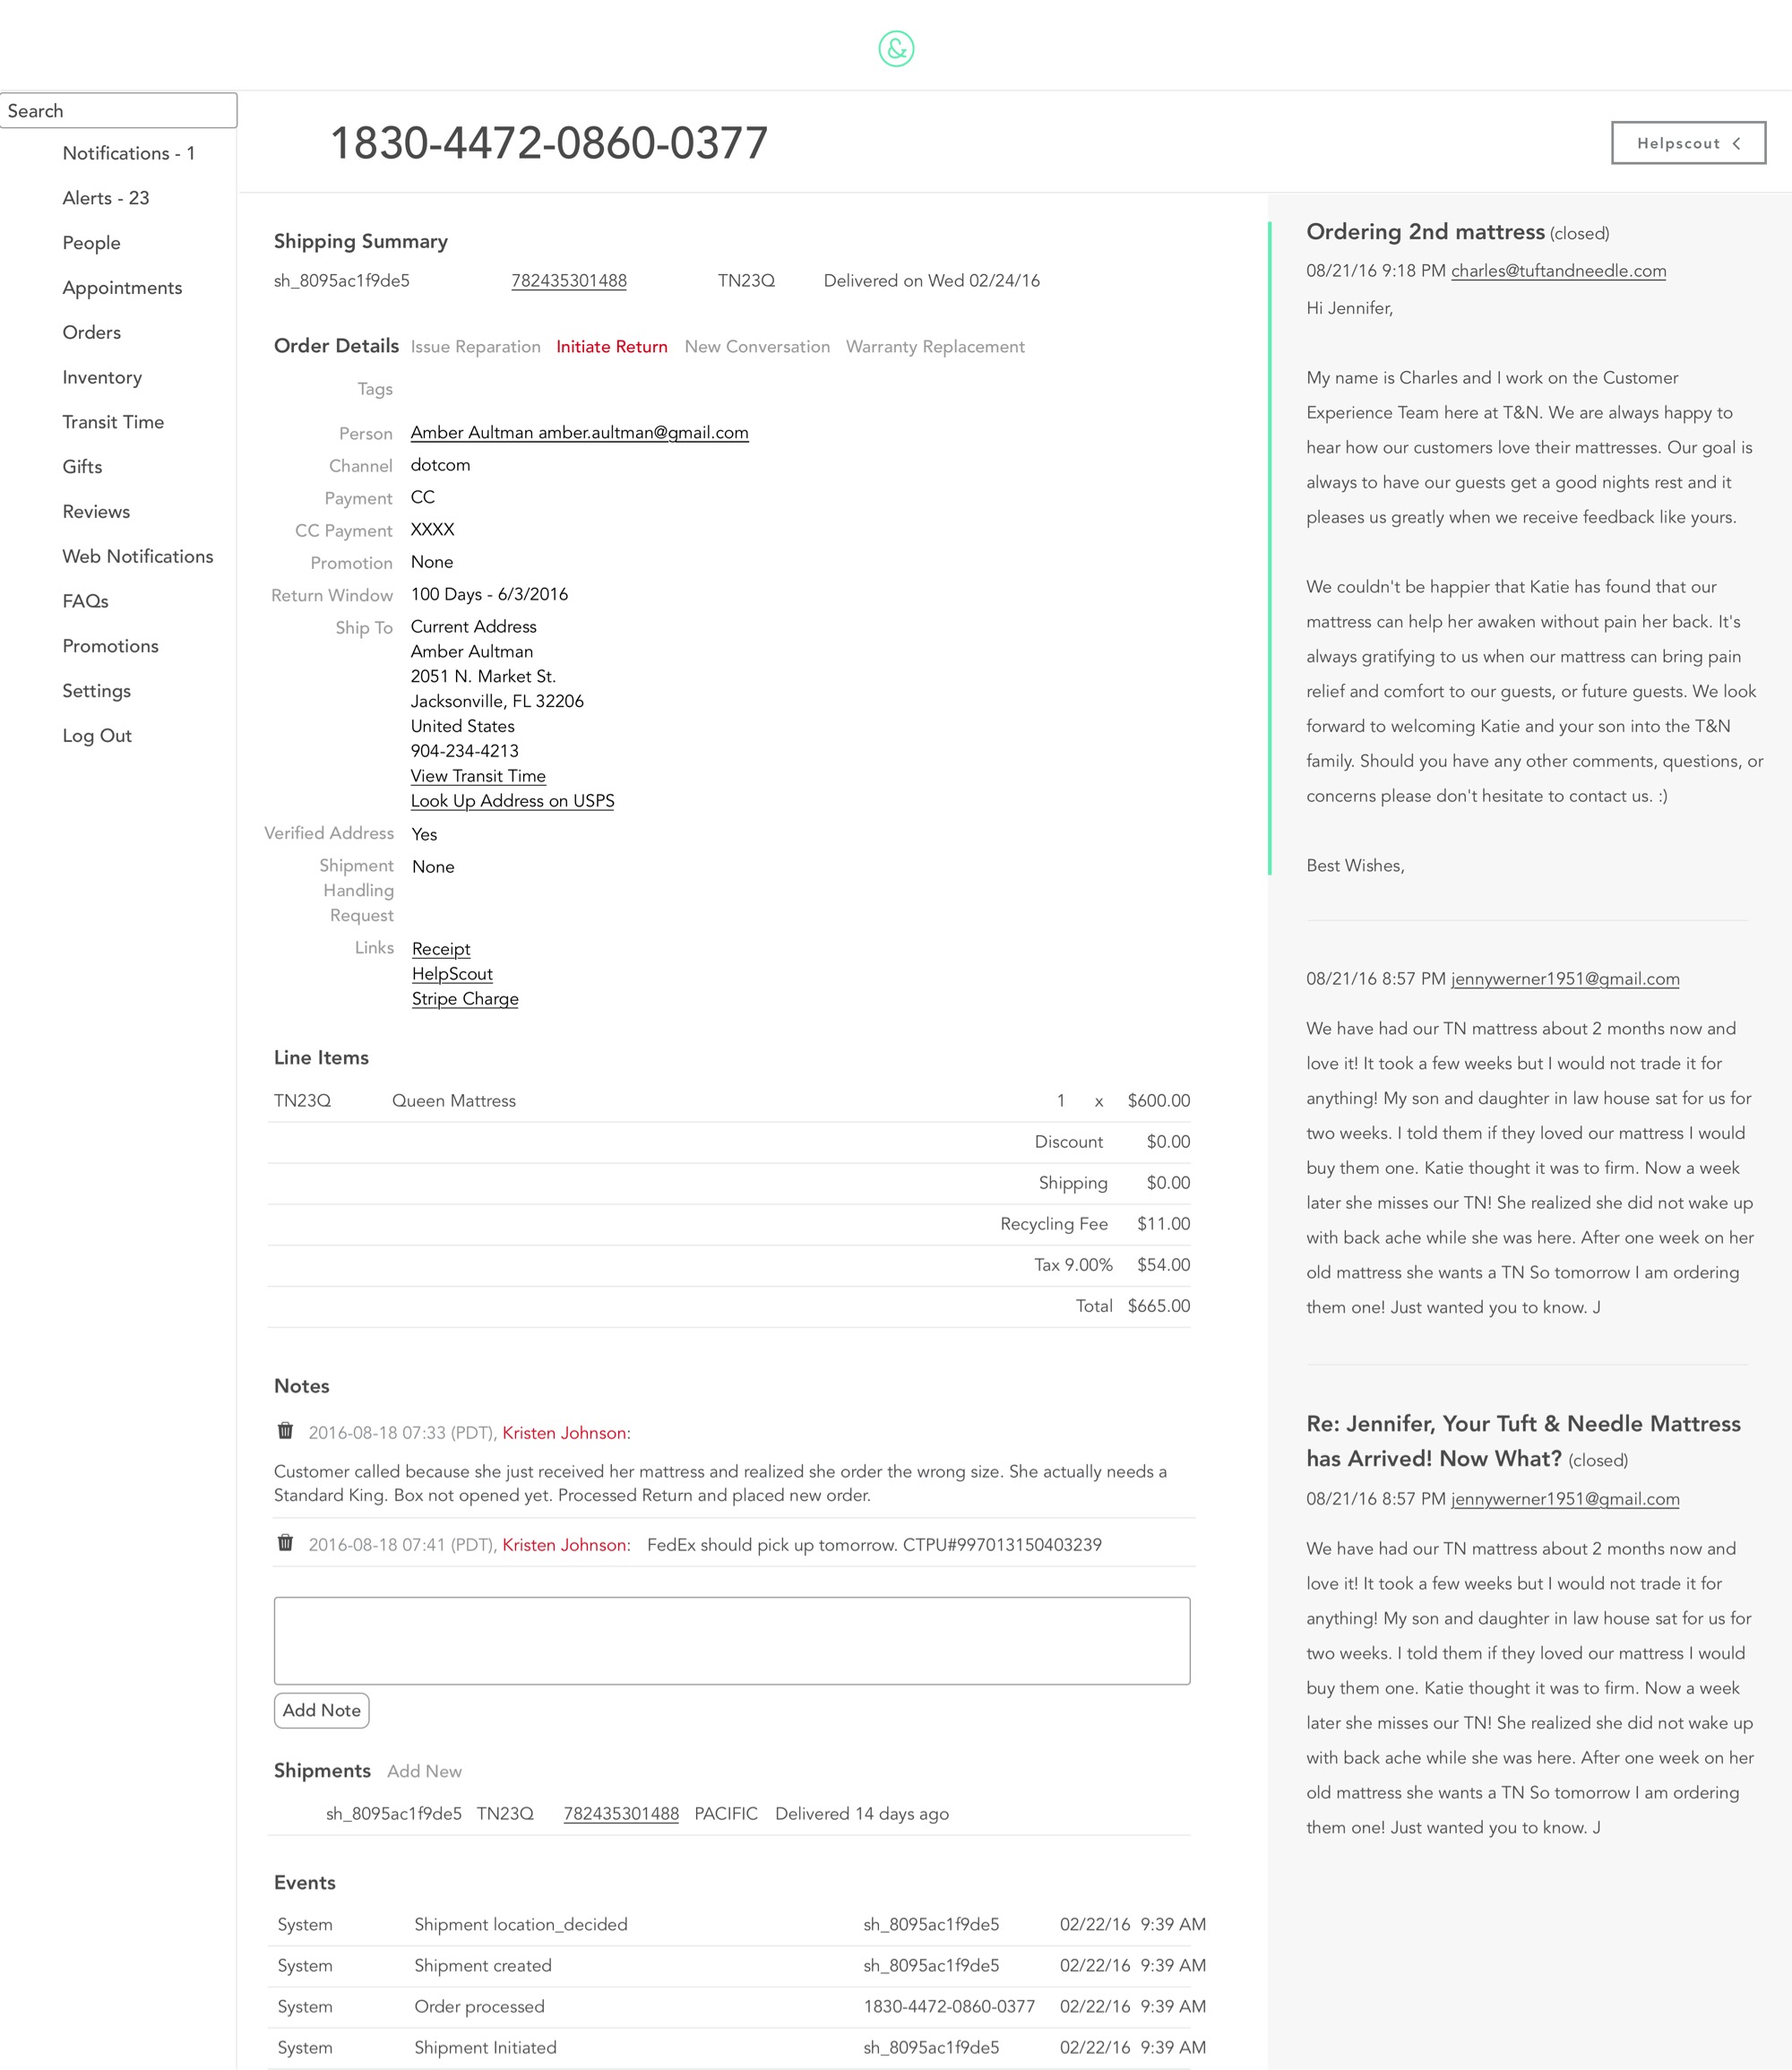 &
Search
Notifications - 1
Alerts - 23
People
Appointments
Orders
Inventory
Transit Time
Gifts
Reviews
Web Notifications
FAQs
Promotions
Settings
Log Out
1830-4472-0860-0377
Helpscout <
Shipping Summary
sh_8095ac1f9de5 782435301488 TN23Q Delivered on Wed 02/24/16
Order Details Issue Reparation Initiate Return New Conversation Warranty Replacement
Tags
Person Amber Aultman amber.aultman@gmail.com
Channel dotcom
Payment CC
CC Payment XXXX
Promotion None
Return Window 100 Days - 6/3/2016
Ship To Current Address
Amber Aultman
2051 N. Market St.
Jacksonville, FL 32206
United States
904-234-4213
View Transit Time
Look Up Address on USPS
Verified Address Yes
Shipment None
Handling
Request
Links Receipt
HelpScout
Stripe Charge
Line Items
TN23Q Queen Mattress 1 x $600.00
Discount $0.00
Shipping $0.00
Recycling Fee $11.00
Tax 9.00% $54.00
Total $665.00
Notes
2016-08-18 07:33 (PDT), Kristen Johnson:
Customer called because she just received her mattress and realized she order the wrong size. She actually needs a
Standard King. Box not opened yet. Processed Return and placed new order.
2016-08-18 07:41 (PDT), Kristen Johnson: FedEx should pick up tomorrow. CTPU#997013150403239
Add Note
Shipments Add New
sh_8095ac1f9de5 TN23Q 782435301488 PACIFIC Delivered 14 days ago
Events
System Shipment location_decided sh_8095ac1f9de5 02/22/16 9:39 AM
System Shipment created sh_8095ac1f9de5 02/22/16 9:39 AM
System Order processed 1830-4472-0860-0377 02/22/16 9:39 AM
System Shipment Initiated sh_8095ac1f9de5 02/22/16 9:39 AM
Ordering 2nd mattress (closed)
08/21/16 9:18 PM charles@tuftandneedle.com
Hi Jennifer,
My name is Charles and I work on the Customer
Experience Team here at T&N. We are always happy to
hear how our customers love their mattresses. Our goal is
always to have our guests get a good nights rest and it
pleases us greatly when we receive feedback like yours.
We couldn't be happier that Katie has found that our
mattress can help her awaken without pain her back. It's
always gratifying to us when our mattress can bring pain
relief and comfort to our guests, or future guests. We look
forward to welcoming Katie and your son into the T&N
family. Should you have any other comments, questions, or
concerns please don't hesitate to contact us. :)
Best Wishes,
08/21/16 8:57 PM jennywerner1951@gmail.com
We have had our TN mattress about 2 months now and
love it! It took a few weeks but I would not trade it for
anything! My son and daughter in law house sat for us for
two weeks. I told them if they loved our mattress I would
buy them one. Katie thought it was to firm. Now a week
later she misses our TN! She realized she did not wake up
with back ache while she was here. After one week on her
old mattress she wants a TN So tomorrow I am ordering
them one! Just wanted you to know. J
Re: Jennifer, Your Tuft & Needle Mattress
has Arrived! Now What? (closed)
08/21/16 8:57 PM jennywerner1951@gmail.com
We have had our TN mattress about 2 months now and
love it! It took a few weeks but I would not trade it for
anything! My son and daughter in law house sat for us for
two weeks. I told them if they loved our mattress I would
buy them one. Katie thought it was to firm. Now a week
later she misses our TN! She realized she did not wake up
with back ache while she was here. After one week on her
old mattress she wants a TN So tomorrow I am ordering
them one! Just wanted you to know. J